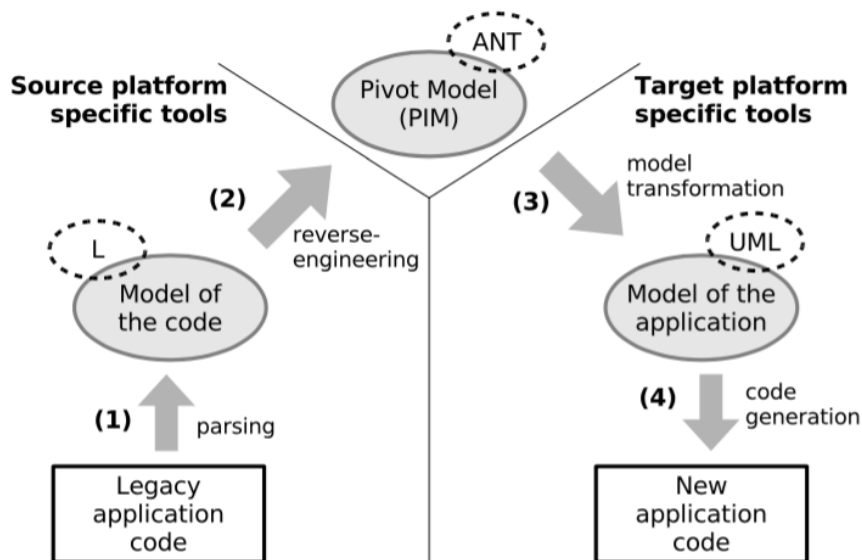 ANT
Pivot Model
(PIM)
Source platform
specific tools
Target platform
specific tools
(2)
reverse-
engineering
(3)
model
transformation
L
Model of
the code
UML
Model of the
application
(1)
parsing
(4)
code
generation
Legacy
application
code
New
application
code